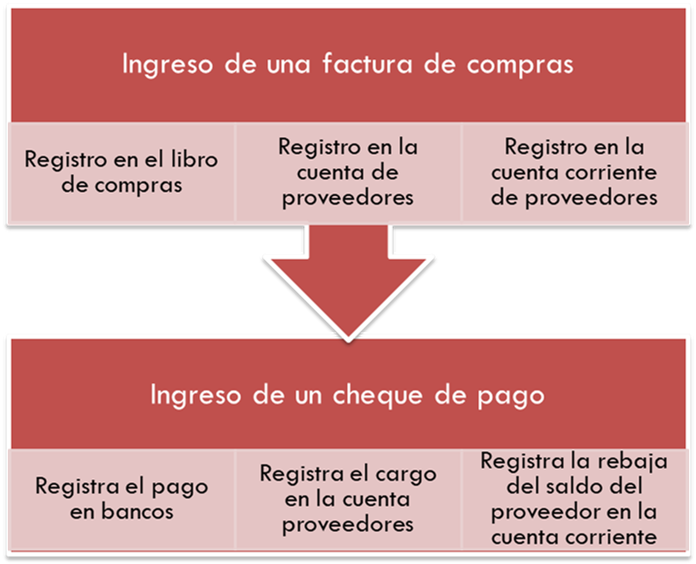 Ingreso de una factura de compras
Registro en el libro
de compras
Registro en la
cuenta de
proveedores
Registro en la
cuenta corriente
de proveedores
Ingreso de un cheque de pago
Registra el pago
en bancos
Registra el cargo
en la cuenta
proveedores
Registra la rebaja
del saldo del
proveedor en la
cuenta corriente